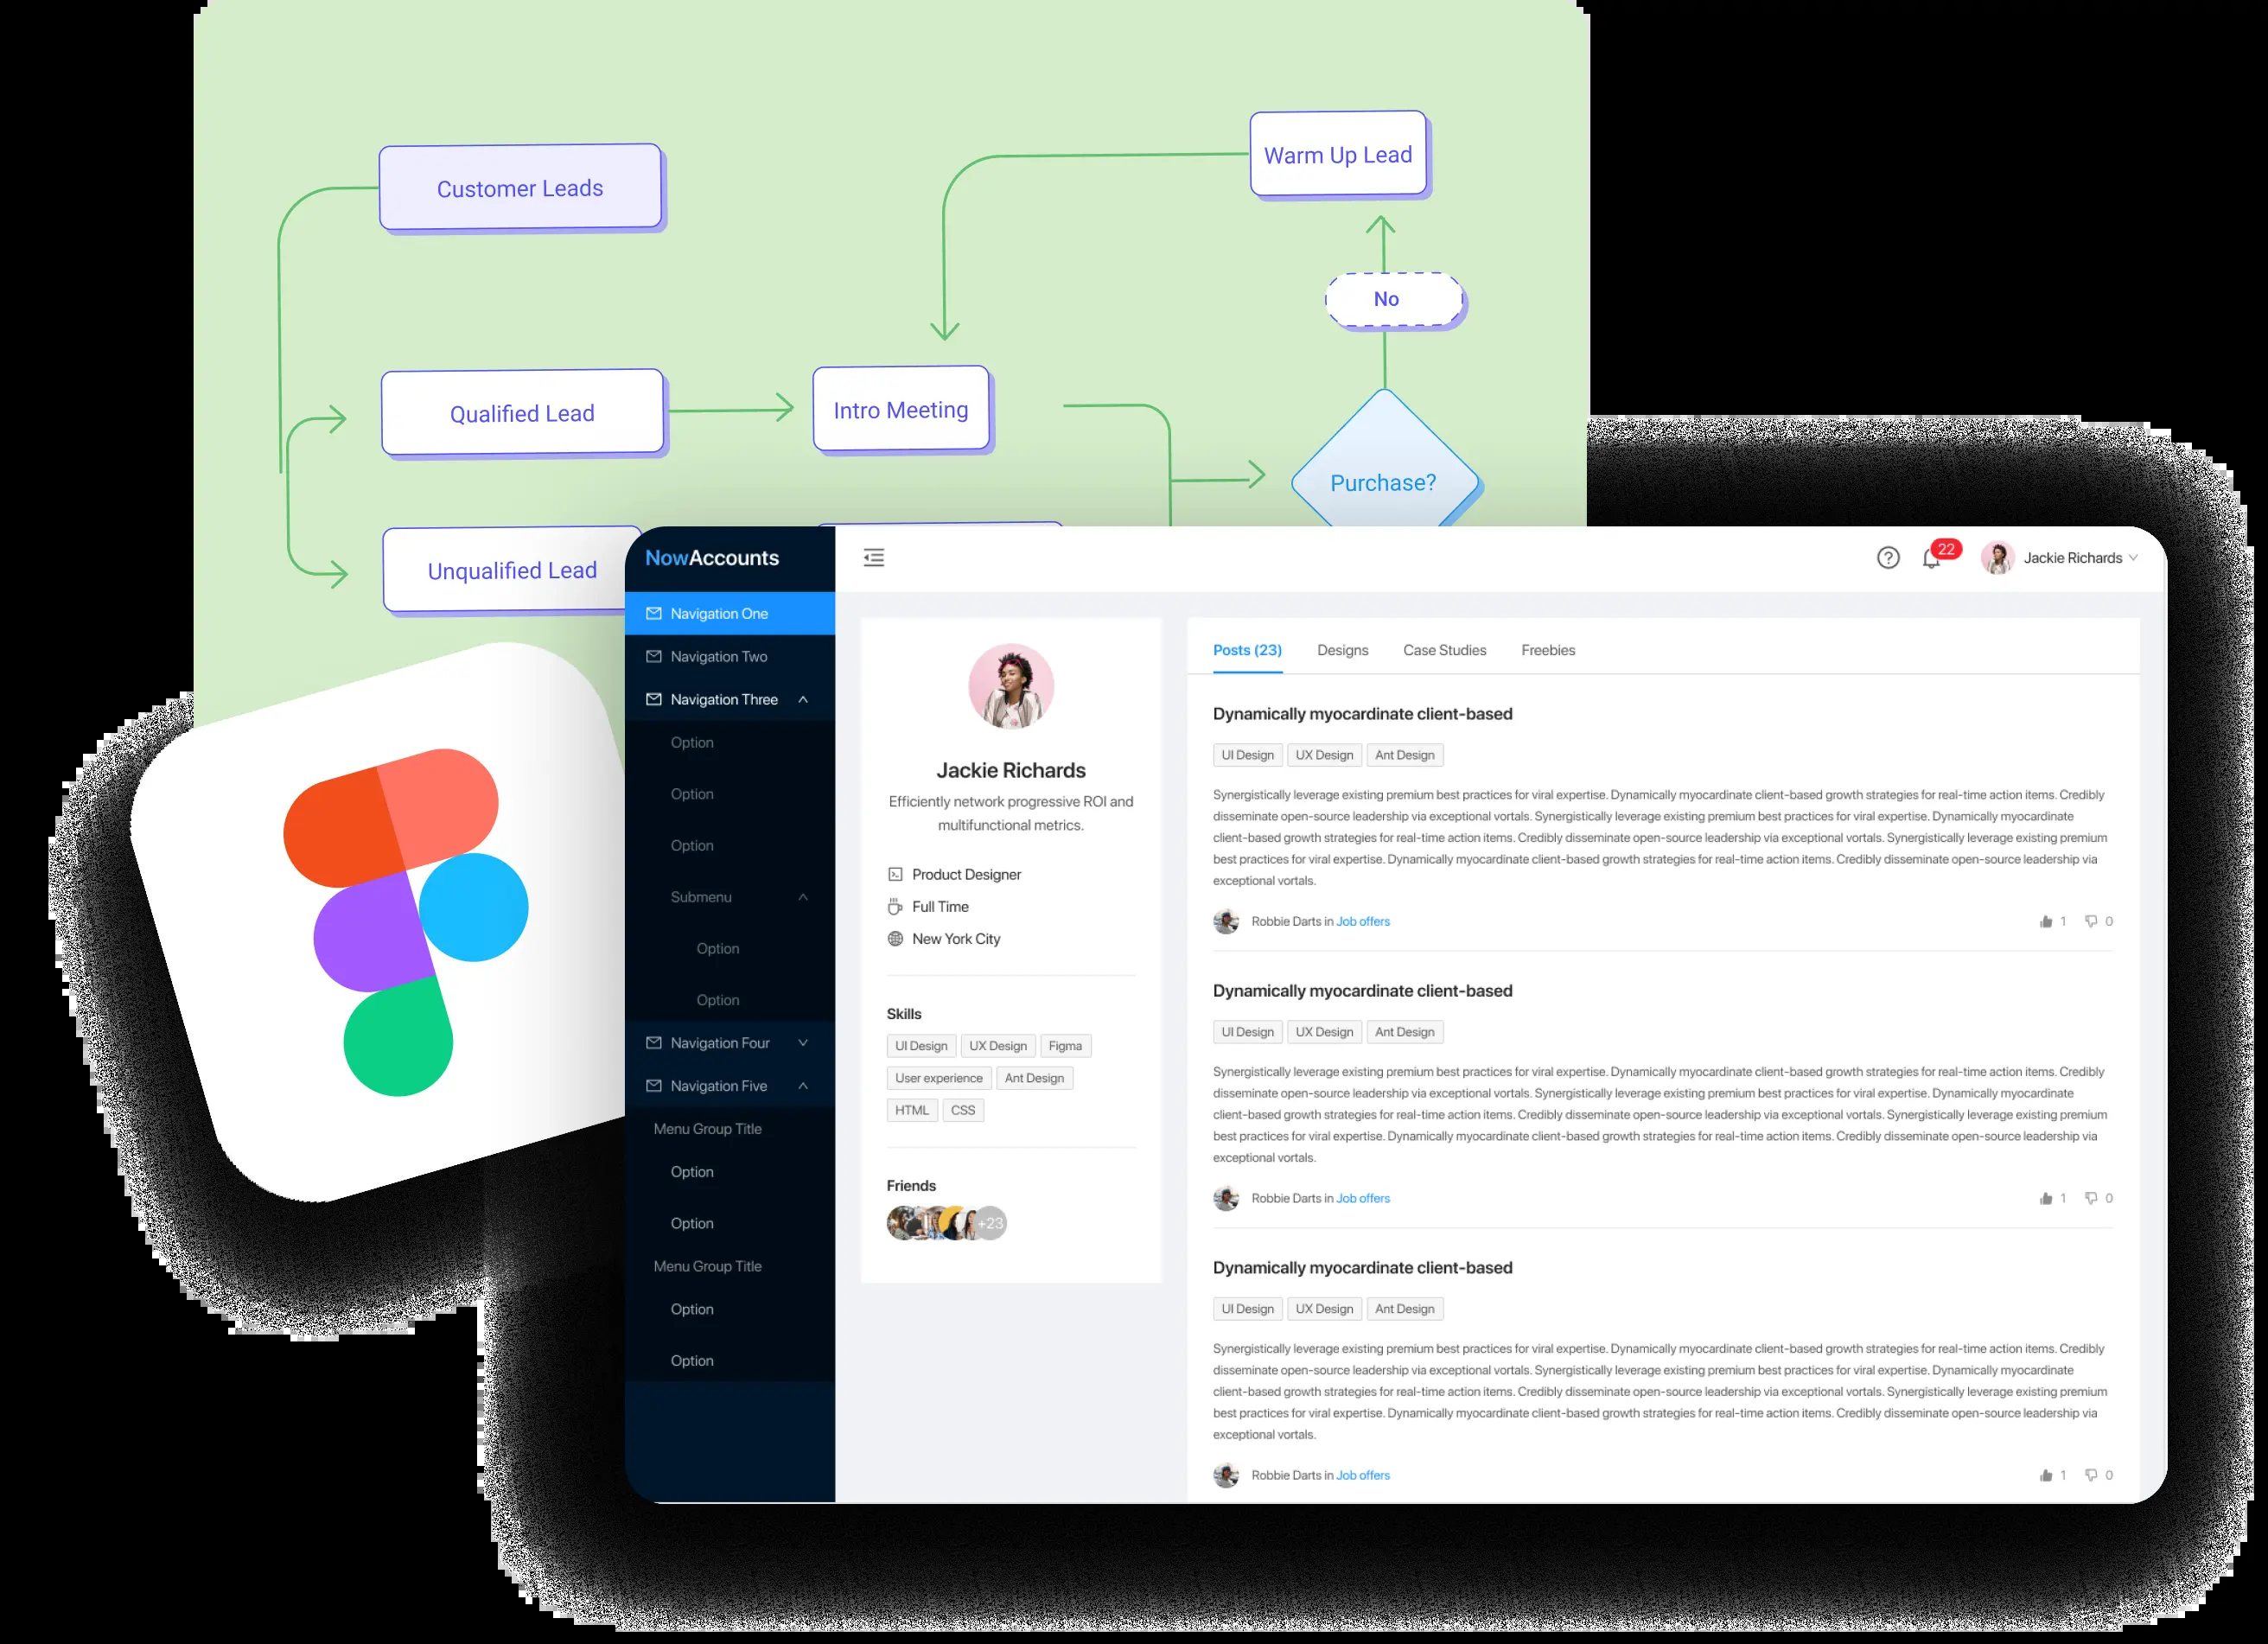 Customer Leads
Warm Up Lead
No
Qualified Lead
Intro Meeting
Purchase?
Unqualified Lead
NowAccounts
22
Jackie Richards
Navigation One
Navigation Two
Navigation Three
Option
Option
Option
Submenu
Option
Option
Navigation Four
Navigation Five
Menu Group Title
Option
Option
Menu Group Title
Option
Option
Jackie Richards
Efficiently network progressive ROI and
multifunctional metrics.
Product Designer
Full Time
New York City
Skills
UI Design UX Design Figma
User experience Ant Design
HTML CSS
Friends
+23
Posts (23) Designs Case Studies Freebies
Dynamically myocardinate client-based
UI Design UX Design Ant Design
Synergistically leverage existing premium best practices for viral expertise. Dynamically myocardinate client-based growth strategies for real-time action items. Credibly
disseminate open-source leadership via exceptional vortals. Synergistically leverage existing premium best practices for viral expertise. Dynamically myocardinate
client-based growth strategies for real-time action items. Credibly disseminate open-source leadership via exceptional vortals. Synergistically leverage existing premium
best practices for viral expertise. Dynamically myocardinate client-based growth strategies for real-time action items. Credibly disseminate open-source leadership via
exceptional vortals.
Robbie Darts in Job offers 1 0
Dynamically myocardinate client-based
UI Design UX Design Ant Design
Synergistically leverage existing premium best practices for viral expertise. Dynamically myocardinate client-based growth strategies for real-time action items. Credibly
disseminate open-source leadership via exceptional vortals. Synergistically leverage existing premium best practices for viral expertise. Dynamically myocardinate
client-based growth strategies for real-time action items. Credibly disseminate open-source leadership via exceptional vortals. Synergistically leverage existing premium
best practices for viral expertise. Dynamically myocardinate client-based growth strategies for real-time action items. Credibly disseminate open-source leadership via
exceptional vortals.
Robbie Darts in Job offers 1 0
Dynamically myocardinate client-based
UI Design UX Design Ant Design
Synergistically leverage existing premium best practices for viral expertise. Dynamically myocardinate client-based growth strategies for real-time action items. Credibly
disseminate open-source leadership via exceptional vortals. Synergistically leverage existing premium best practices for viral expertise. Dynamically myocardinate
client-based growth strategies for real-time action items. Credibly disseminate open-source leadership via exceptional vortals. Synergistically leverage existing premium
best practices for viral expertise. Dynamically myocardinate client-based growth strategies for real-time action items. Credibly disseminate open-source leadership via
exceptional vortals.
Robbie Darts in Job offers 1 0